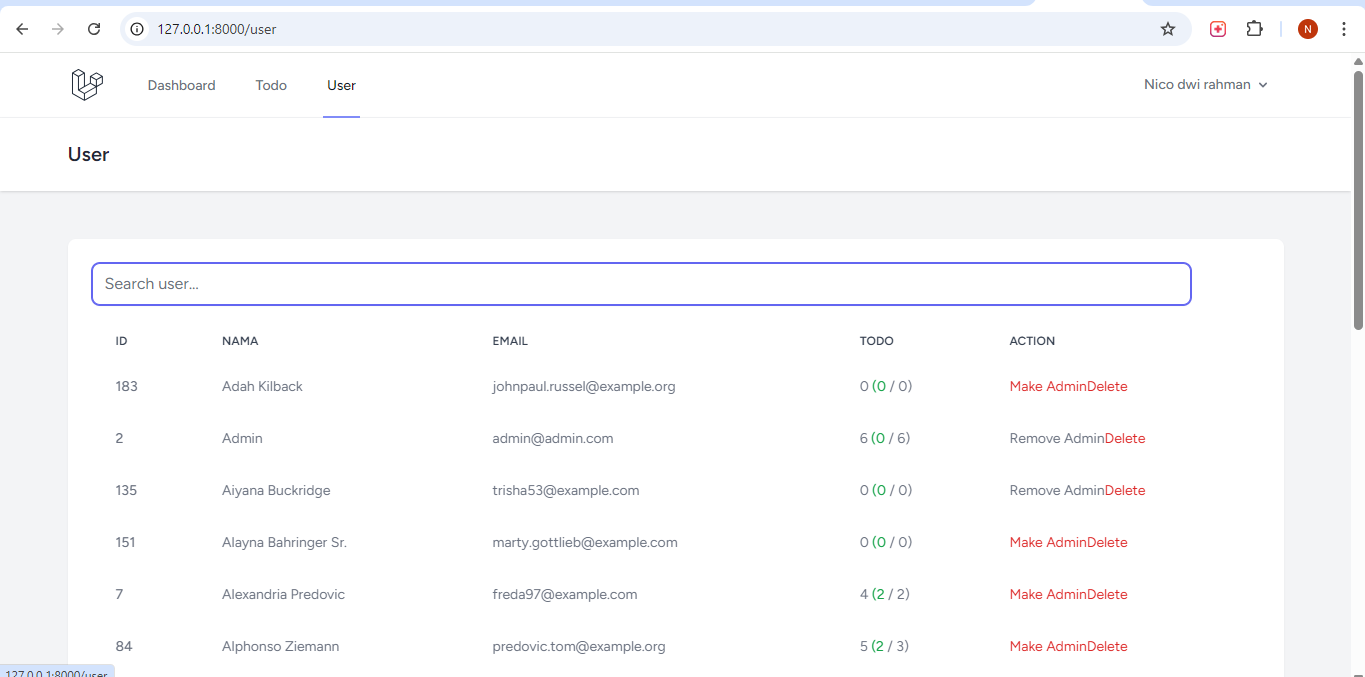 127.0.0.1:8000/user
N
Dashboard Todo User Nico dwi rahman
User
Search user...
ID NAMA EMAIL TODO ACTION
183 Adah Kilback johnpaul.russel@example.org 0 (0 / 0) Make AdminDelete
2 Admin admin@admin.com 6 (0 / 6) Remove AdminDelete
135 Aiyana Buckridge trisha53@example.com 0 (0 / 0) Remove AdminDelete
151 Alayna Bahringer Sr. marty.gottlieb@example.com 0 (0 / 0) Make AdminDelete
7 Alexandria Predovic freda97@example.com 4 (2 / 2) Make AdminDelete
84 Alphonso Ziemann predovic.tom@example.org 5 (2 / 3) Make AdminDelete
127.0.0.1:8000/user